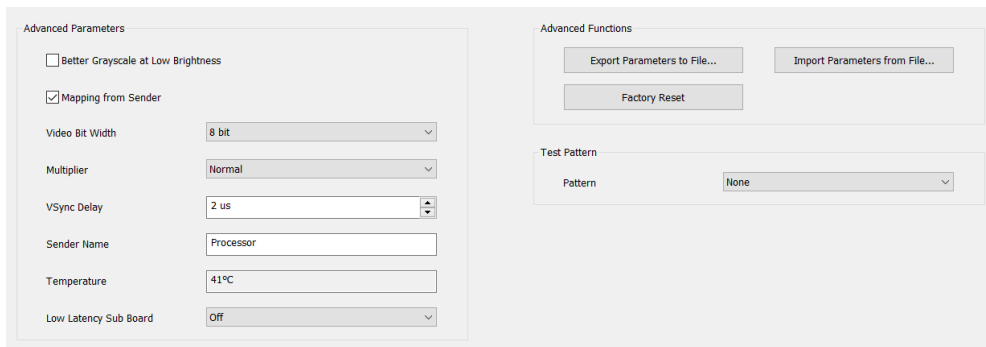 Advanced Parameters
Better Grayscale at Low Brightness
Mapping from Sender
Video Bit Width
8 bit
Multiplier
Normal
VSync Delay
2 us
Sender Name
Processor
Temperature
41ºC
Low Latency Sub Board
Off
Advanced Functions
Export Parameters to File...
Import Parameters from File...
Factory Reset
Test Pattern
Pattern
None